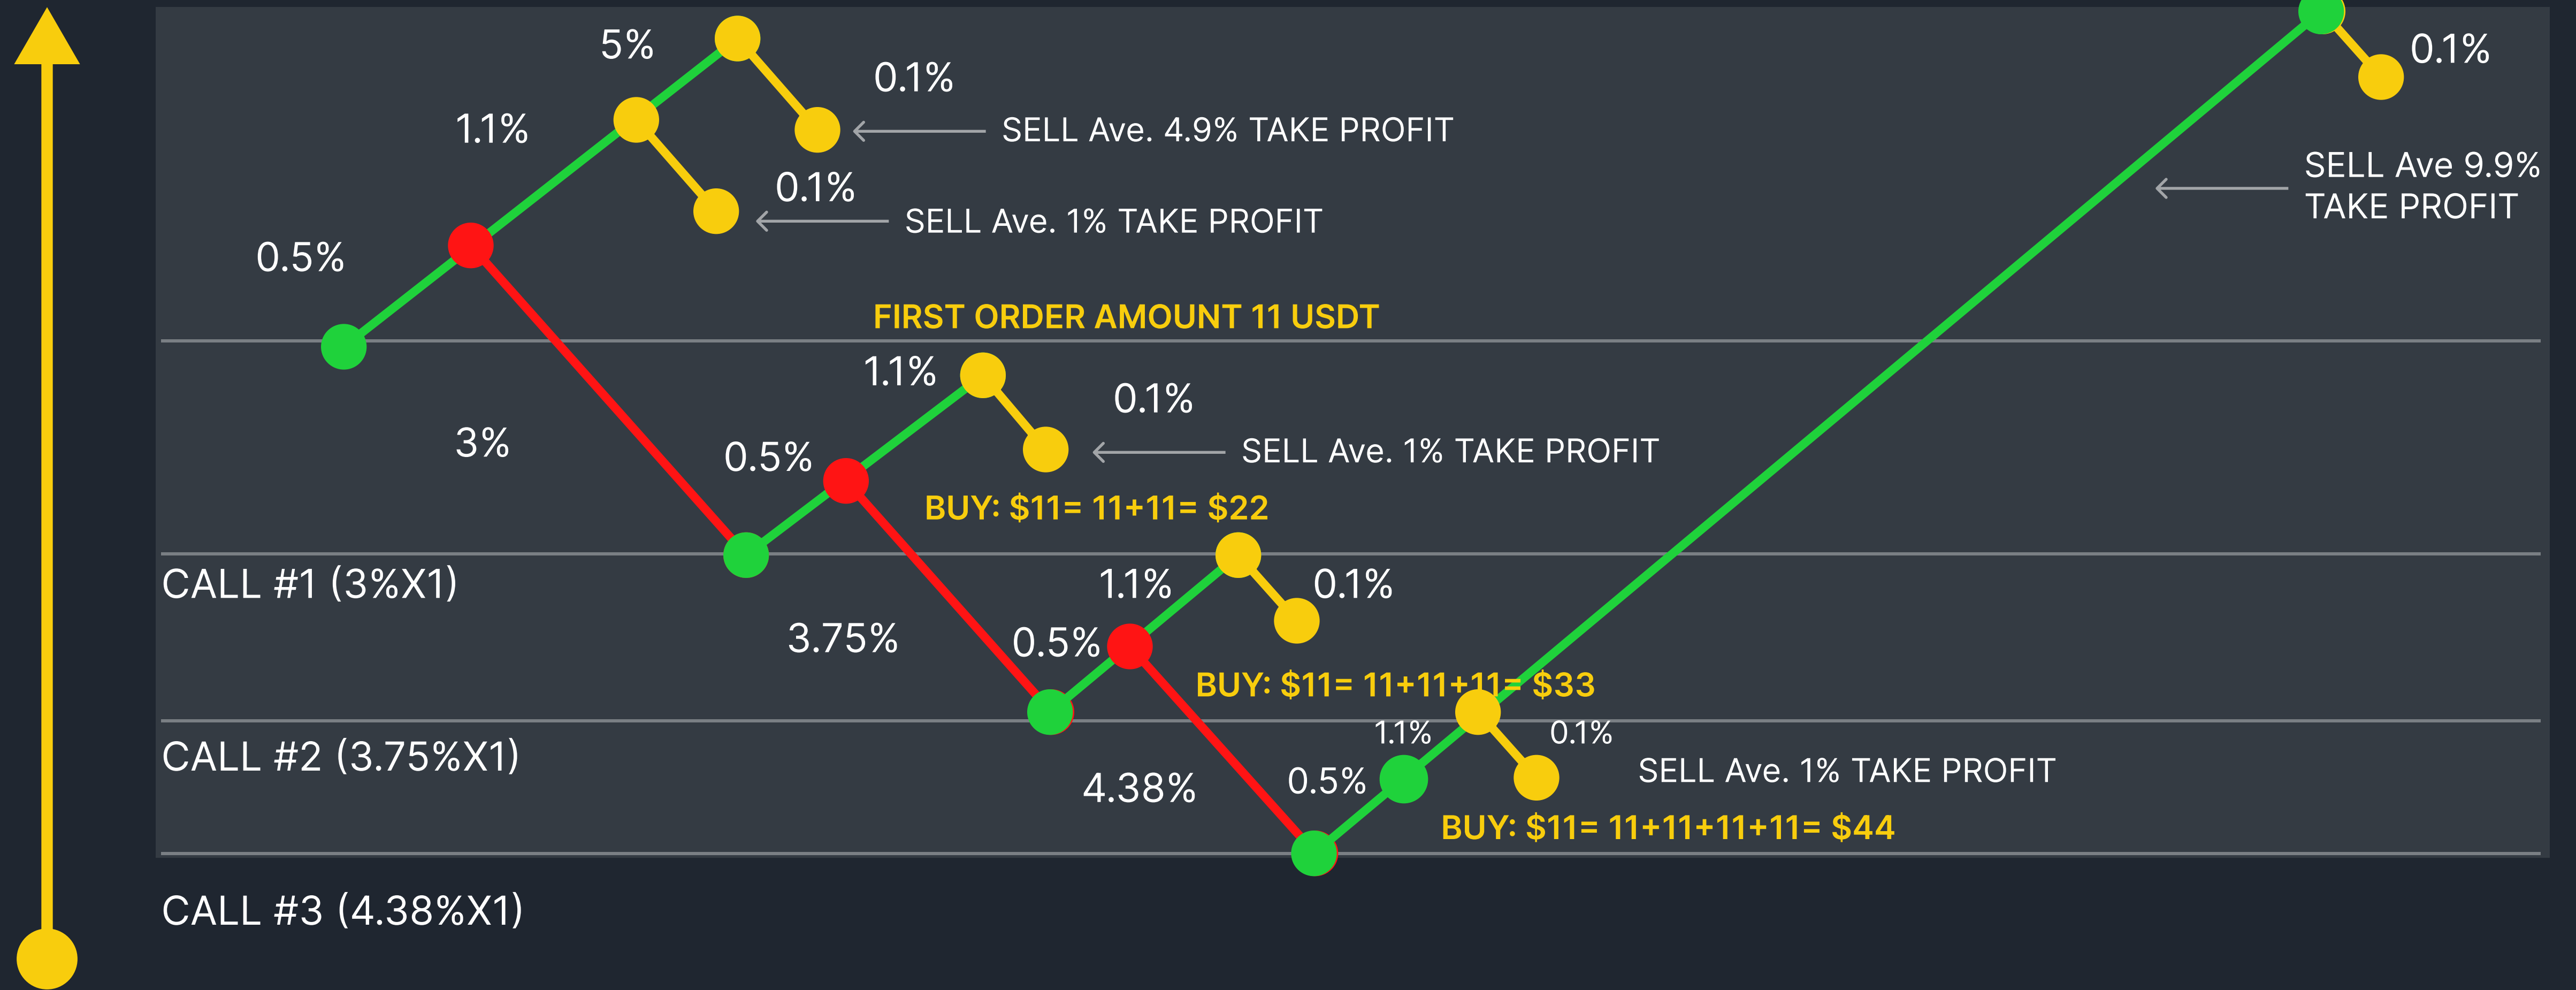 5%
0.1%
0.1%
1.1%
SELL Ave. 4.9% TAKE PROFIT
SELL Ave 9.9%
TAKE PROFIT
0.1%
SELL Ave. 1% TAKE PROFIT
0.5%
FIRST ORDER AMOUNT 11 USDT
1.1%
0.1%
3%
0.5%
SELL Ave. 1% TAKE PROFIT
BUY: $11= 11+11= $22
CALL #1 (3%X1)
1.1%
0.1%
3.75%
0.5%
BUY: $11= 11+11+11= $33
1.1%
0.1%
CALL #2 (3.75%X1)
4.38%
0.5%
SELL Ave. 1% TAKE PROFIT
BUY: $11= 11+11+11+11= $44
CALL #3 (4.38%X1)